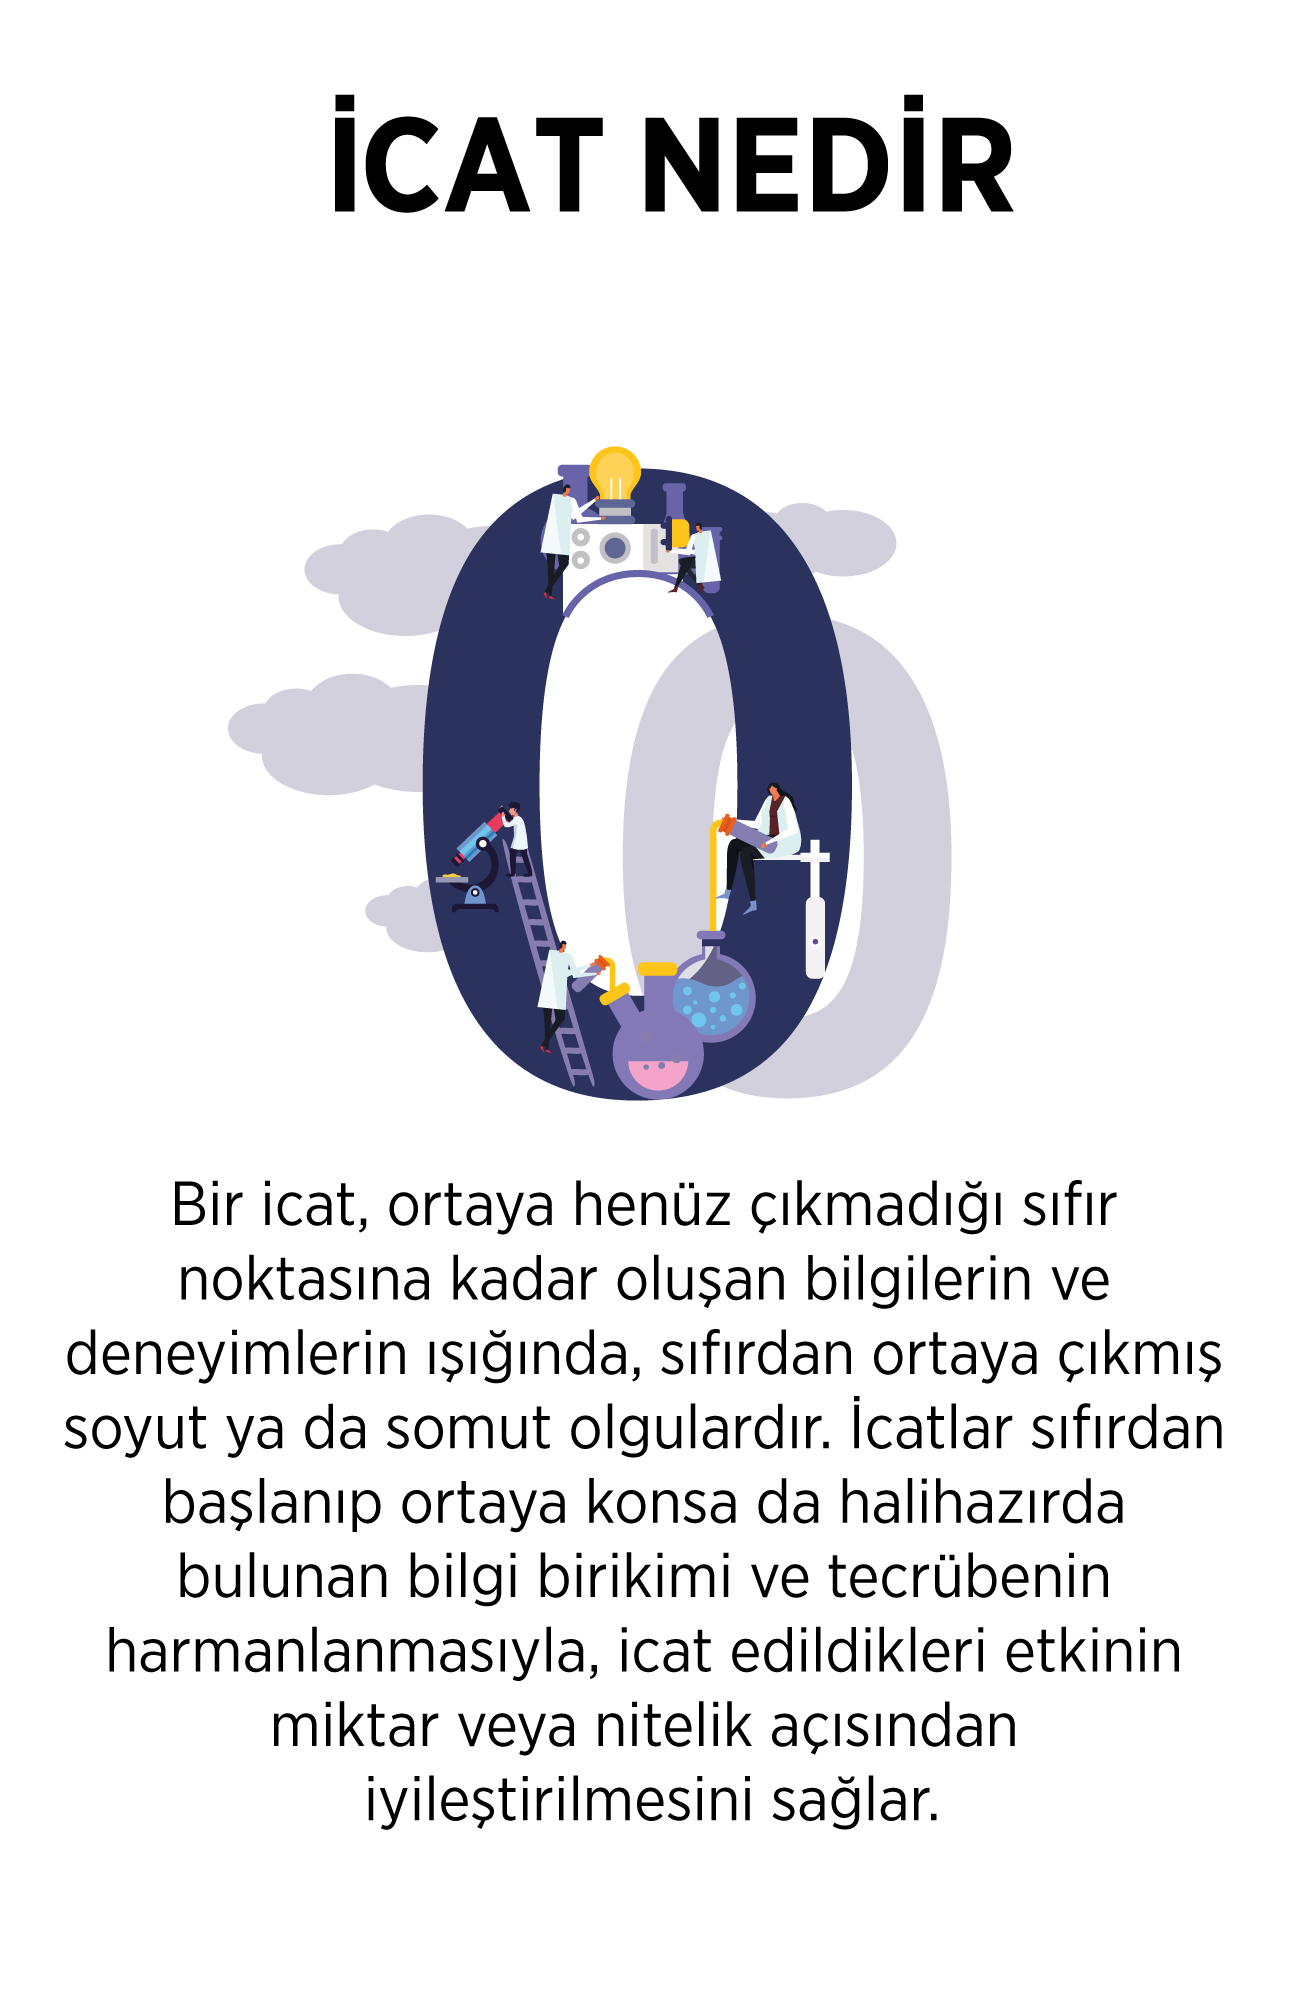 İCAT NEDİR
Bir icat, ortaya henüz çıkmadığı sıfır
noktasına kadar oluşan bilgilerin ve
deneyimlerin ışığında, sıfırdan ortaya çıkmış
soyut ya da somut olgulardır. İcatlar sıfırdan
başlanıp ortaya konsa da halihazırda
bulunan bilgi birikimi ve tecrübenin
harmanlanmasıyla, icat edildikleri etkinin
miktar veya nitelik açısından
iyileştirilmesini sağlar.